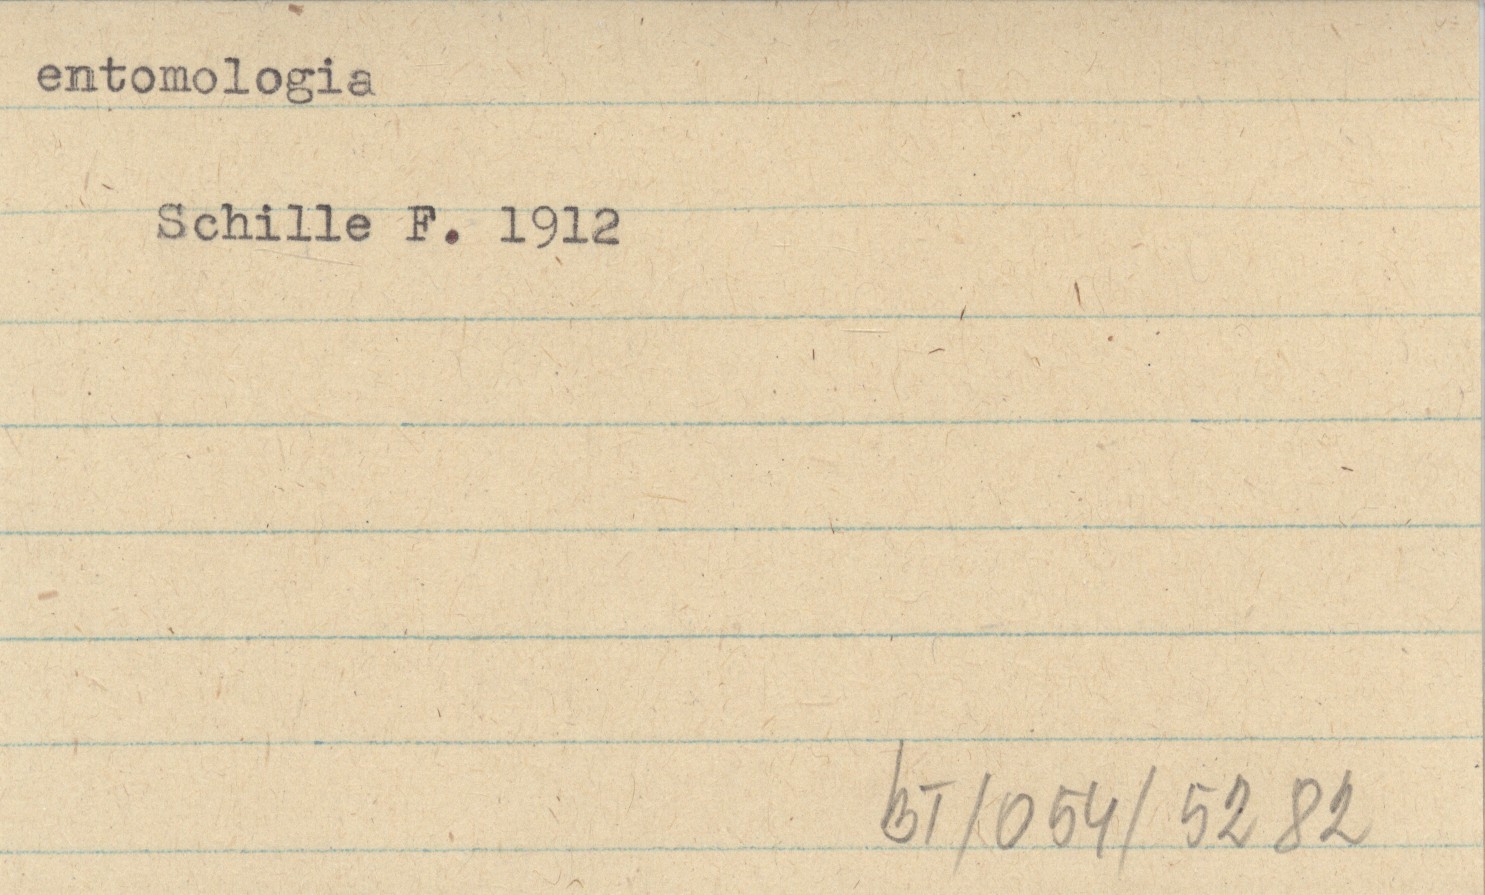 entomologia
Schille F. 1912
BT/054/5282